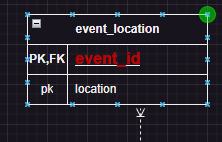 event_location
PK,FK event_id
pk location